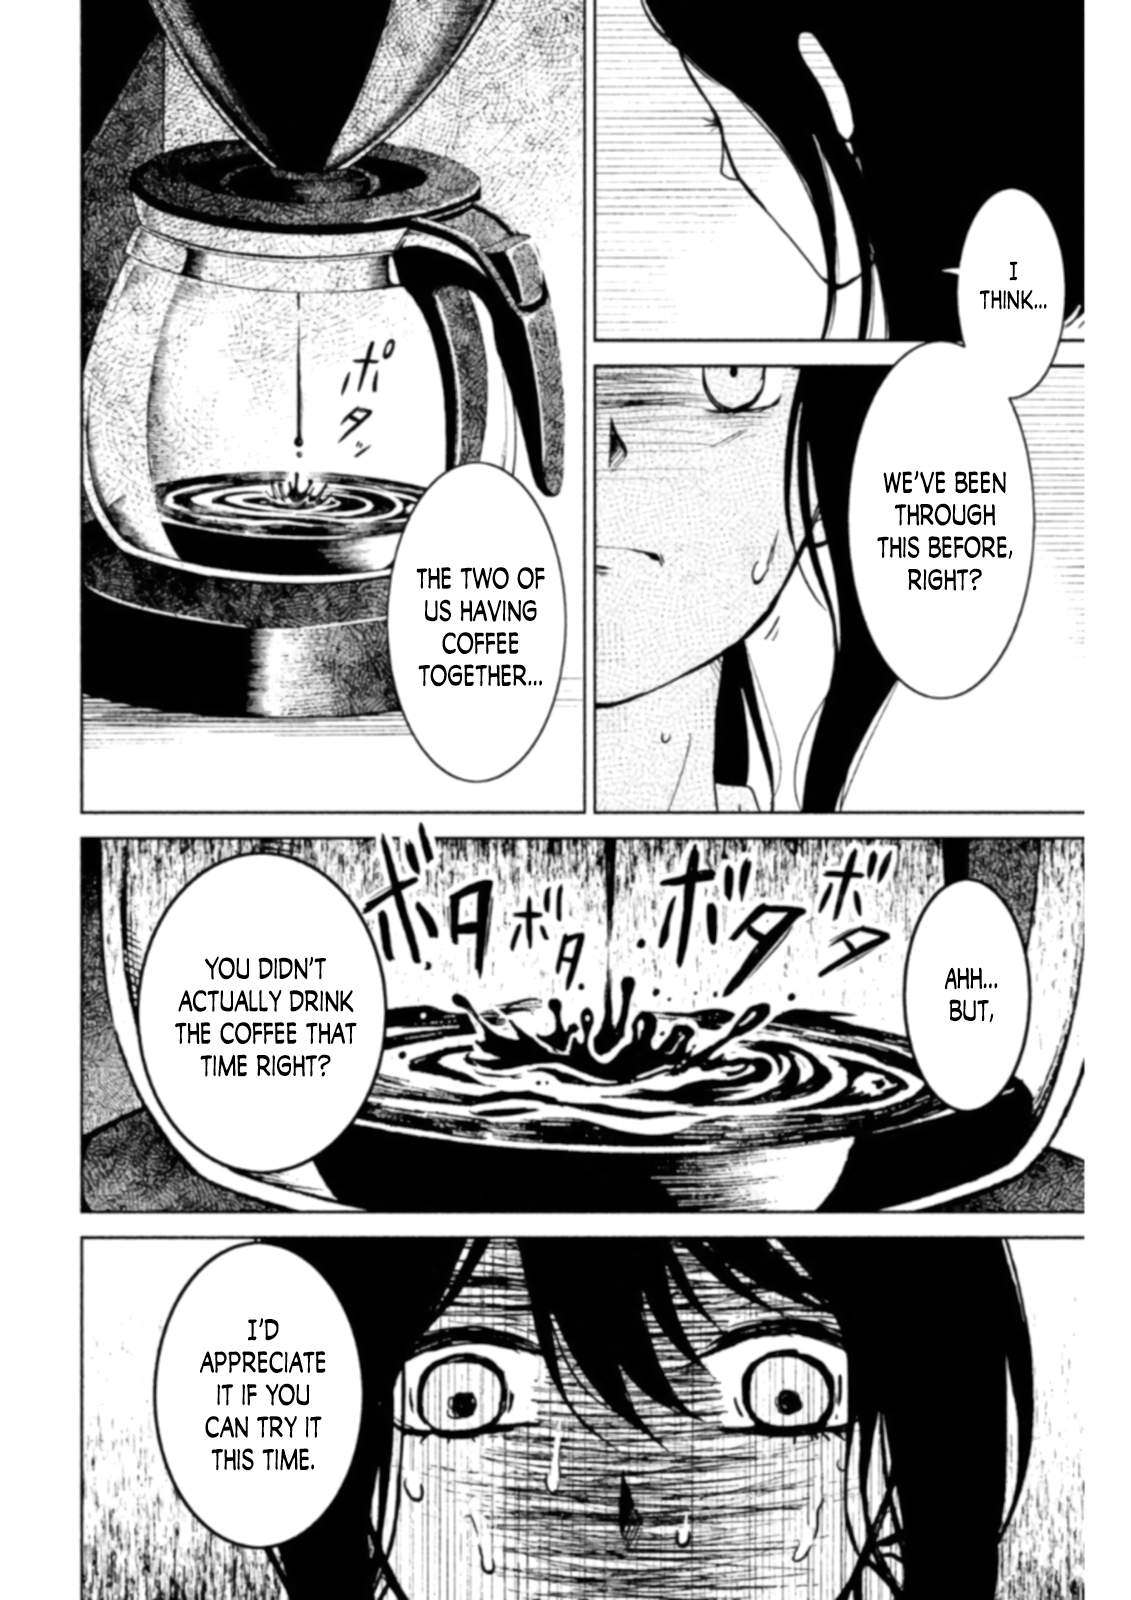 I
THINK...
WE'VE BEEN
THROUGH
THIS BEFORE,
RIGHT?
ポタッ
THE TWO OF
US HAVING
COFFEE
TOGETHER...
AHH...
BUT,
ボタ
ボタ
ボタ
ボタ
YOU DIDN'T
ACTUALLY DRINK
THE COFFEE THAT
TIME RIGHT?
I'D
APPRECIATE
IT IF YOU
CAN TRY IT
THIS TIME.